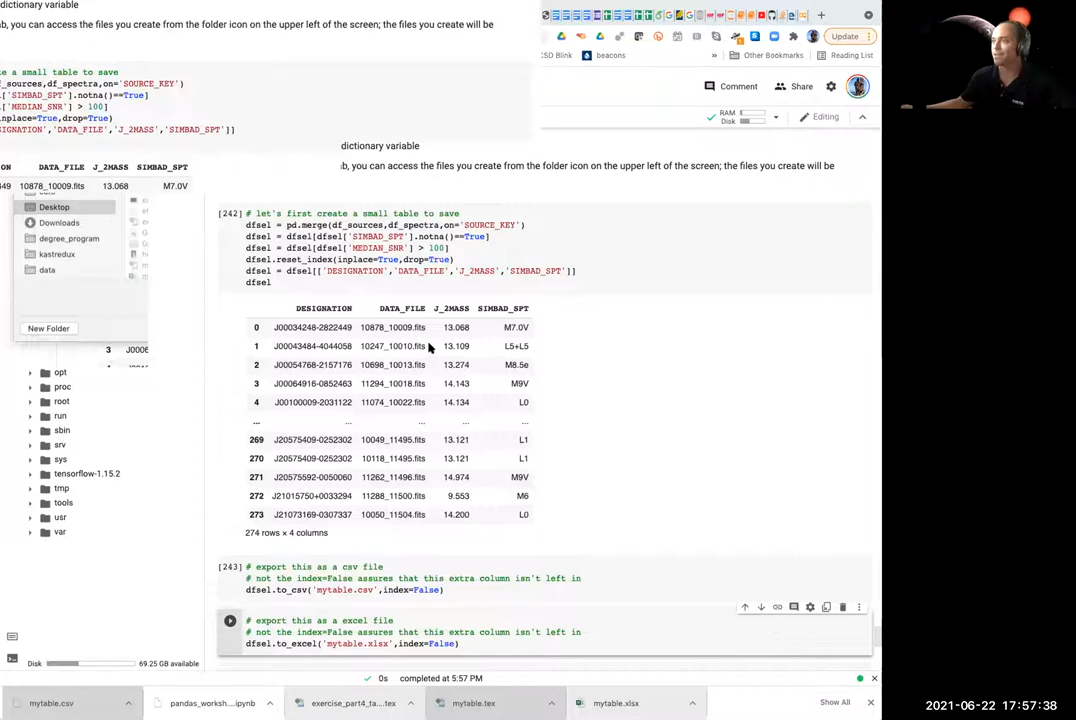 dictionary variable
b, you can access the files you create from the folder icon on the upper left of the screen; the files you create will be
Update
CSD Blink
beacons
»
Other Bookmarks
Reading List
Comment
Share
RAM
Disk
Editing
e a small table to save
f_sources,df_spectra,on='SOURCE_KEY')
['SIMBAD_SPT'].notna()==True]
['MEDIAN_SNR'] > 100]
inplace=True,drop=True)
SIGNATION','DATA_FILE','J_2MASS','SIMBAD_SPT']]
ON DATA_FILE J_2MASS SIMBAD_SPT
449 10878_10009.fits 13.068 M7.0V
dictionary variable
b, you can access the files you create from the folder icon on the upper left of the screen; the files you create will be
Desktop
Downloads
degree_program
kastredux
data
New Folder
3 J0006
opt
proc
root
run
sbin
srv
sys
tensorflow-1.15.2
tmp
tools
usr
var
Disk
69.25 GB available
[242] # let's first create a small table to save
dfsel = pd.merge(df_sources,df_spectra,on='SOURCE_KEY')
dfsel = dfsel[dfsel['SIMBAD_SPT'].notna()==True]
dfsel = dfsel[dfsel['MEDIAN_SNR'] > 100]
dfsel.reset_index(inplace=True,drop=True)
dfsel = dfsel[['DESIGNATION','DATA_FILE','J_2MASS','SIMBAD_SPT']]
dfsel
DESIGNATION DATA_FILE J_2MASS SIMBAD_SPT
0 J00034248-2822449 10878_10009.fits 13.068 M7.0V
1 J00043484-4044058 10247_10010.fits 13.109 L5+L5
2 J00054768-2157176 10698_10013.fits 13.274 M8.5e
3 J00064916-0852463 11294_10018.fits 14.143 M9V
4 J00100009-2031122 11074_10022.fits 14.134 L0
... ... ... ... ...
269 J20575409-0252302 10049_11495.fits 13.121 L1
270 J20575409-0252302 10118_11495.fits 13.121 L1
271 J20575592-0050060 11262_11496.fits 14.974 M9V
272 J21015750+0033294 11288_11500.fits 9.553 M6
273 J21073169-0307337 10050_11504.fits 14.200 L0
274 rows × 4 columns
[243] # export this as a csv file
# not the index=False assures that this extra column isn't left in
dfsel.to_csv('mytable.csv',index=False)
# export this as a excel file
# not the index=False assures that this extra column isn't left in
dfsel.to_excel('mytable.xlsx',index=False)
0s completed at 5:57 PM
mytable.csv
pandas_worksh....ipynb
exercise_part4_ta....tex
mytable.tex
mytable.xlsx
Show All
2021-06-22 17:57:38